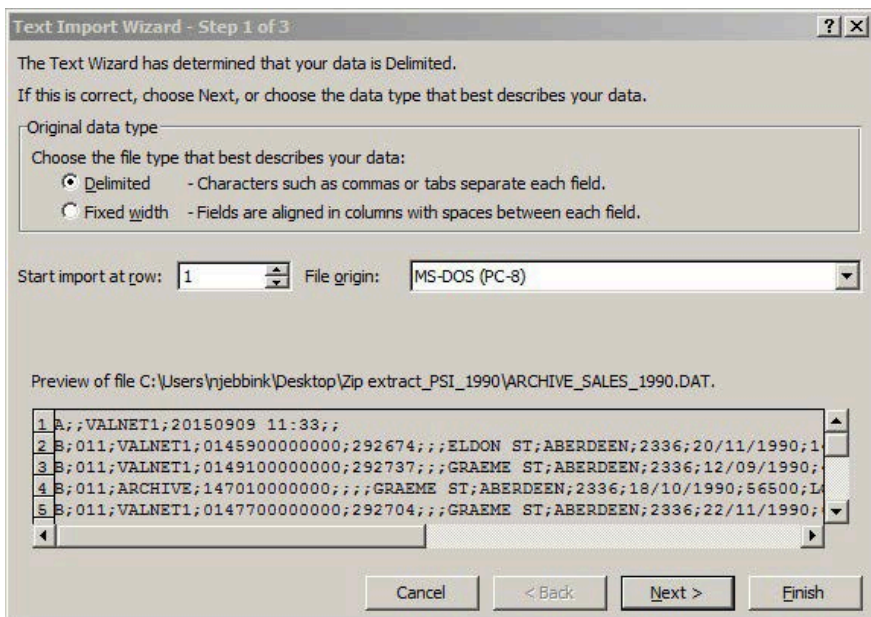 Text Import Wizard - Step 1 of 3
The Text Wizard has determined that your data is Delimited.
If this is correct, choose Next, or choose the data type that best describes your data.
Original data type
Choose the file type that best describes your data:
Delimited - Characters such as commas or tabs separate each field.
Fixed width - Fields are aligned in columns with spaces between each field.
Start import at row: 1 File origin: MS-DOS (PC-8)
Preview of file C:\Users\njebbink\Desktop\Zip extract_PSI_1990\ARCHIVE_SALES_1990.DAT.
1 A;;VALNET1;20150909 11:33;;
2 B;011;VALNET1;0145900000000;292674;;;ELDON ST;ABERDEEN;2336;20/11/1990;1
3 B;011;VALNET1;0149100000000;292737;;;GRAEME ST;ABERDEEN;2336;12/09/1990;
4 B;011;ARCHIVE;147010000000;;;;GRAEME ST;ABERDEEN;2336;18/10/1990;56500;L
5 B;011;VALNET1;0147700000000;292704;;;GRAEME ST;ABERDEEN;2336;22/11/1990;
Cancel < Back Next > Finish